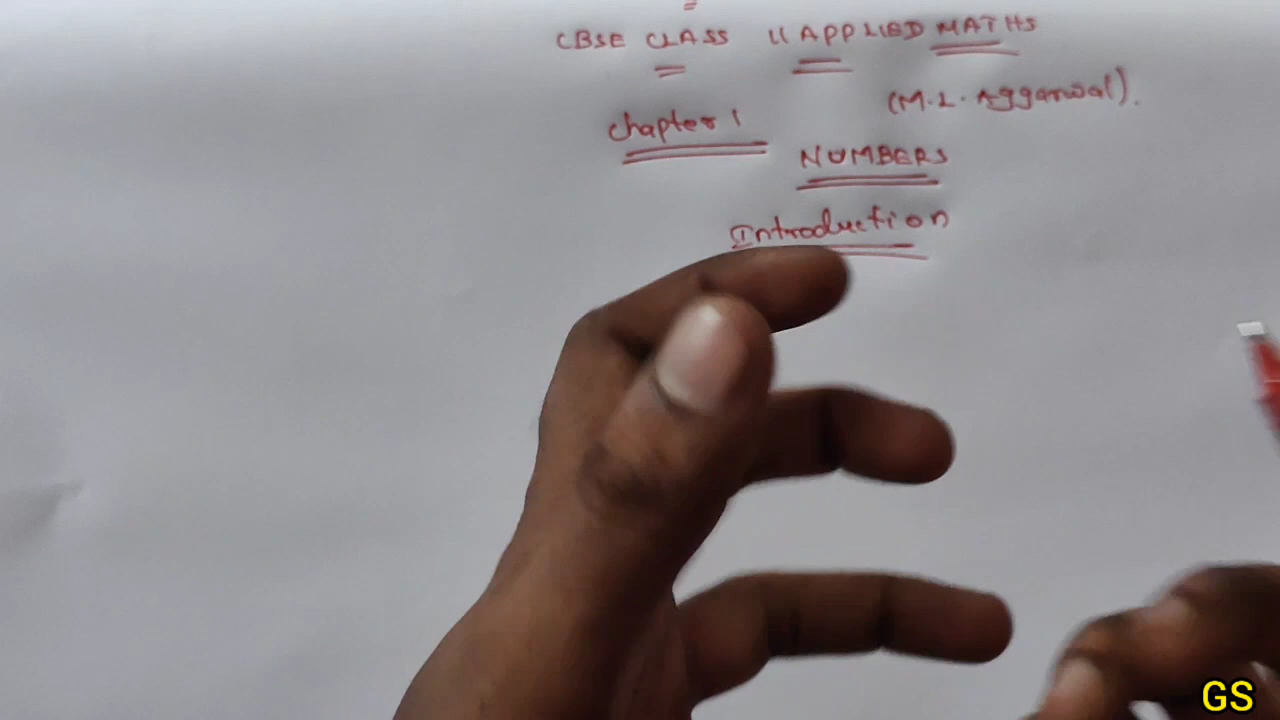 CBSE CLASS 11 APPLIED MATHS
(M.L. Aggarwal).
Chapter 1
NUMBERS
Introduction
GS